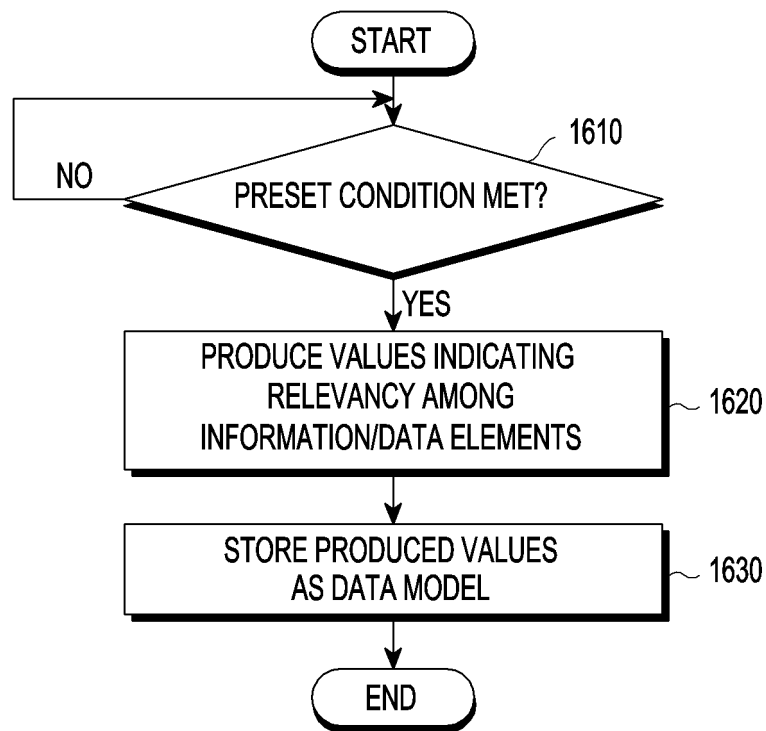 START
1610
PRESET CONDITION MET?
NO
YES
PRODUCE VALUES INDICATING
RELEVANCY AMONG
INFORMATION/DATA ELEMENTS
1620
STORE PRODUCED VALUES
AS DATA MODEL
1630
END